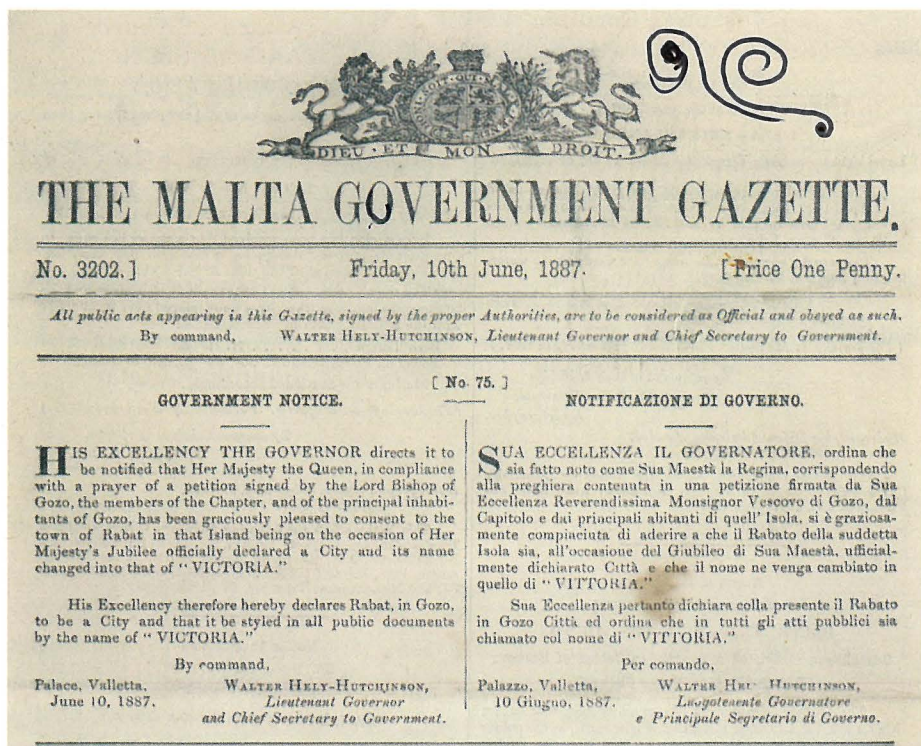 DIEU · ET MON DROIT.
THE MALTA GOVERNMENT GAZETTE.
No. 3202.] Friday, 10th June, 1887. [Price One Penny.
All public acts appearing in this Gazette, signed by the proper Authorities, are to be considered as Official and obeyed as such.
By command, WALTER HELY-HUTCHINSON, Lieutenant Governor and Chief Secretary to Government.
[ No. 75. ]
GOVERNMENT NOTICE.
HIS EXCELLENCY THE GOVERNOR directs it to
be notified that Her Majesty the Queen, in compliance
with a prayer of a petition signed by the Lord Bishop of
Gozo, the members of the Chapter, and of the principal inhabi-
tants of Gozo, has been graciously pleased to consent to the
town of Rabat in that Island being on the occasion of Her
Majesty's Jubilee officially declared a City and its name
changed into that of " VICTORIA."
His Excellency therefore hereby declares Rabat, in Gozo,
to be a City and that it be styled in all public documents
by the name of " VICTORIA."
By command,
Palace, Valletta, WALTER HELY-HUTCHINSON,
June 10, 1887. Lieutenant Governor
and Chief Secretary to Government.
NOTIFICAZIONE DI GOVERNO.
SUA ECCELLENZA IL GOVERNATORE, ordina che
sia fatto noto come Sua Maestà la Regina, corrispondendo
alla preghiera contenuta in una petizione firmata da Sua
Eccellenza Reverendissima Monsignor Vescovo di Gozo, dal
Capitolo e dai principali abitanti di quell' Isola, si è graziosa-
mente compiaciuta di aderire a che il Rabato della suddetta
Isola sia, all'occasione del Giubileo di Sua Maestà, ufficial-
mente dichiarato Città e che il nome ne venga cambiato in
quello di " VITTORIA."
Sua Eccellenza pertanto dichiara colla presente il Rabato
in Gozo Città ed ordina che in tutti gli atti pubblici sia
chiamato col nome di " VITTORIA."
Per comando,
Palazzo, Valletta, WALTER HELY HUTCHINSON,
10 Giugno, 1887. Luogotenente Governatore
e Principale Segretario di Governo.